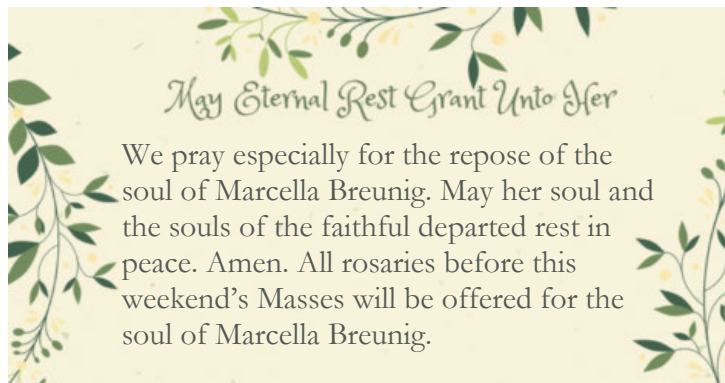 May Eternal Rest Grant Unto Her
We pray especially for the repose of the
soul of Marcella Breunig. May her soul and
the souls of the faithful departed rest in
peace. Amen. All rosaries before this
weekend’s Masses will be offered for the
soul of Marcella Breunig.